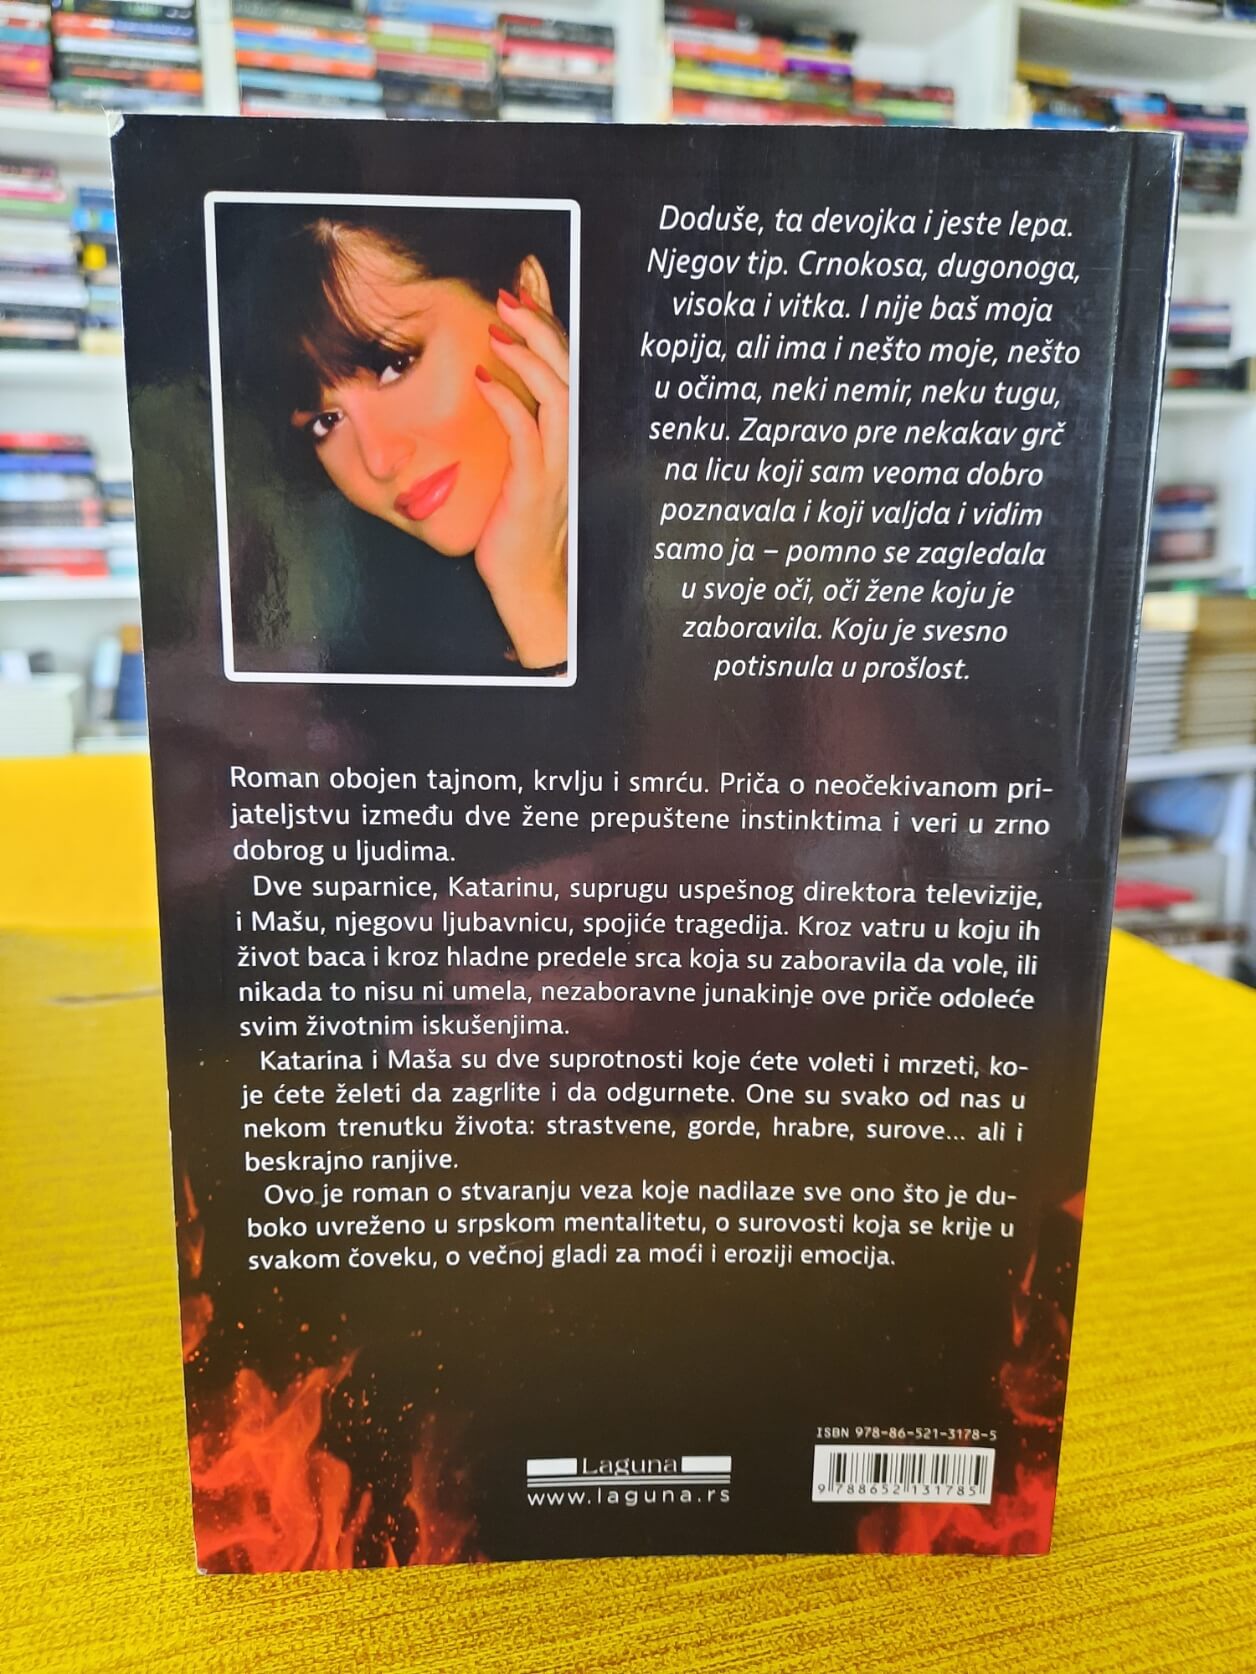 Doduše, ta devojka i jeste lepa.
Njegov tip. Crnokosa, dugonoga,
visoka i vitka. I nije baš moja
kopija, ali ima i nešto moje, nešto
u očima, neki nemir, neku tugu,
senku. Zapravo pre nekakav grč
na licu koji sam veoma dobro
poznavala i koji valjda i vidim
samo ja – pomno se zagledala
u svoje oči, oči žene koju je
zaboravila. Koju je svesno
potisnula u prošlost.
Roman obojen tajnom, krvlju i smrću. Priča o neočekivanom pri-
jateljstvu između dve žene prepuštene instinktima i veri u zrno
dobrog u ljudima.
Dve suparnice, Katarinu, suprugu uspešnog direktora televizije,
i Mašu, njegovu ljubavnicu, spojiće tragedija. Kroz vatru u koju ih
život baca i kroz hladne predele srca koja su zaboravila da vole, ili
nikada to nisu ni umela, nezaboravne junakinje ove priče odoleće
svim životnim iskušenjima.
Katarina i Maša su dve suprotnosti koje ćete voleti i mrzeti, ko-
je ćete želeti da zagrlite i da odgurnete. One su svako od nas u
nekom trenutku života: strastvene, gorde, hrabre, surove... ali i
beskrajno ranjive.
Ovo je roman o stvaranju veza koje nadilaze sve ono što je du-
boko uvreženo u srpskom mentalitetu, o surovosti koja se krije u
svakom čoveku, o večnoj gladi za moći i eroziji emocija.
ISBN 978-86-521-3178-5
Laguna
www.laguna.rs
9 788652 131785